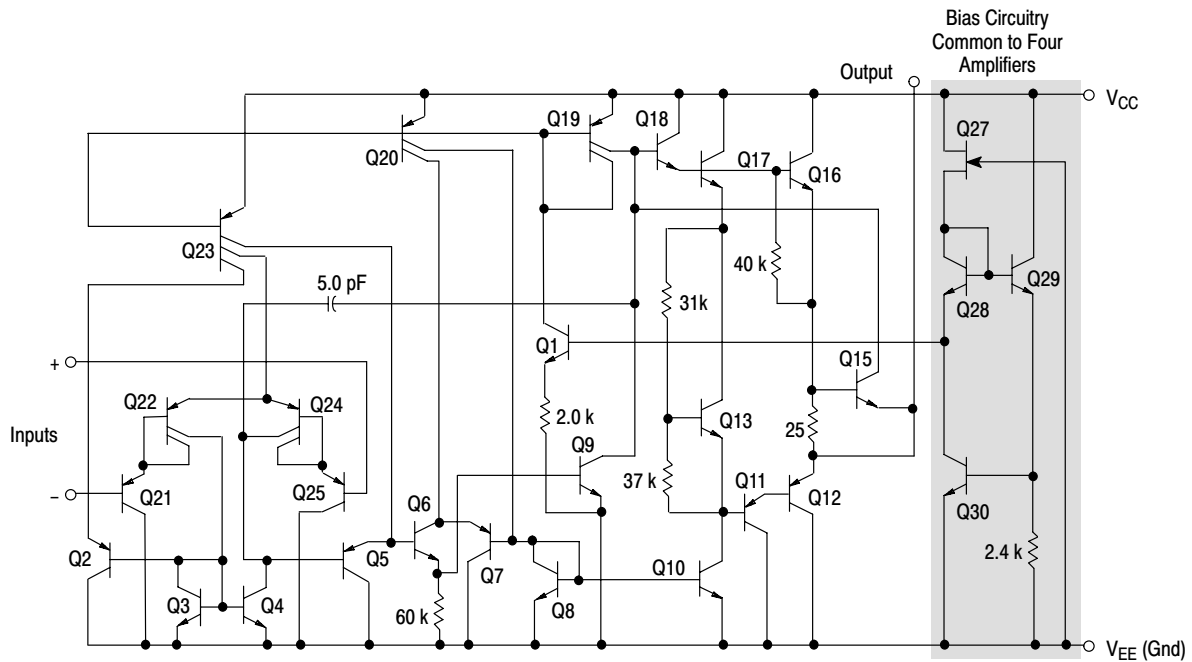 Bias Circuitry
Common to Four
Amplifiers
Output
VCC
Q19
Q18
Q27
Q20
Q17
Q16
Q23
5.0 pF
40 k
31k
Q28
Q29
+
Q1
Q15
Q22
Q24
Inputs
2.0 k
Q13
25
Q9
−
Q21
Q25
37 k
Q11
Q12
Q6
Q30
Q2
Q5
Q7
Q10
2.4 k
Q3
Q4
60 k
Q8
VEE (Gnd)